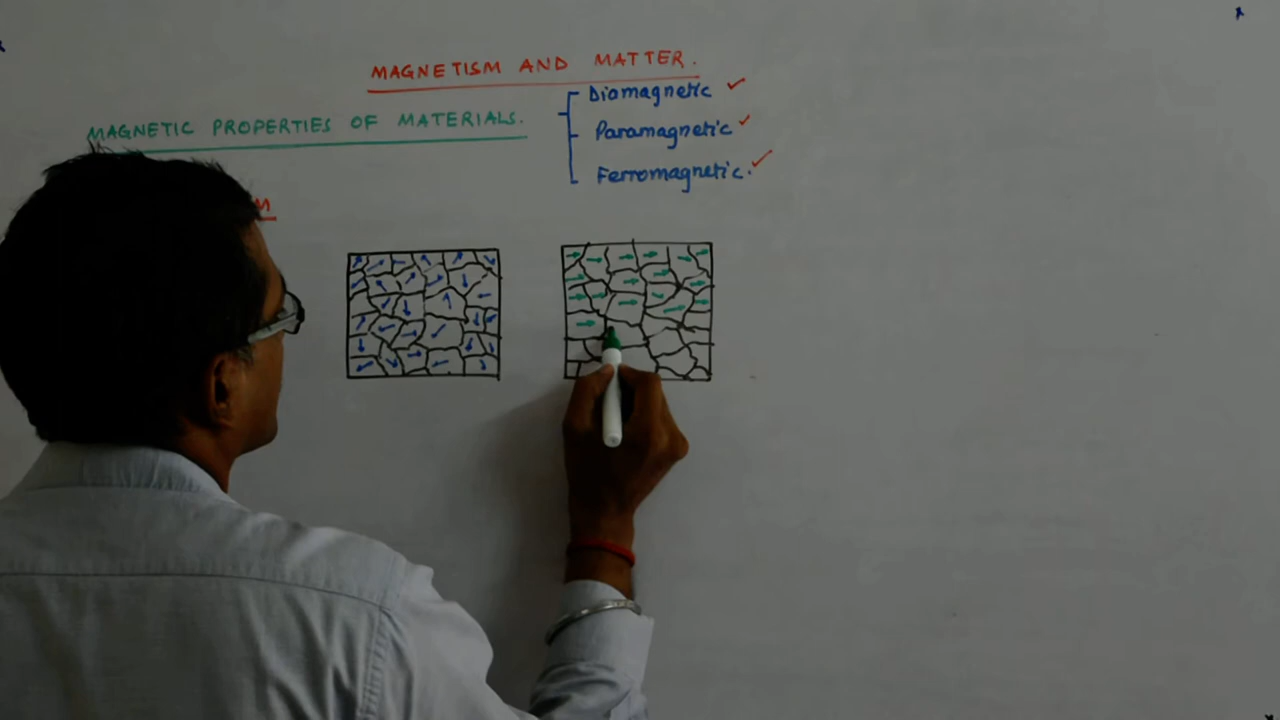 MAGNETISM AND MATTER.
MAGNETIC PROPERTIES OF MATERIALS.
Diamagnetic
Paramagnetic
Ferromagnetic.